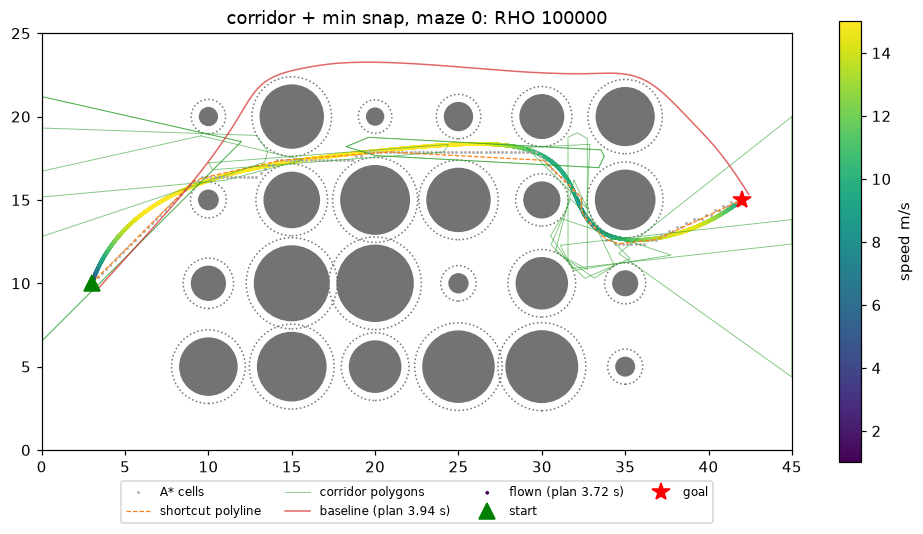 corridor + min snap, maze 0: RHO 100000
25
20
15
10
5
0
0 5 10 15 20 25 30 35 40 45
14
12
10
8
6
4
2
speed m/s
A* cells
shortcut polyline
corridor polygons
baseline (plan 3.94 s)
flown (plan 3.72 s)
start
goal